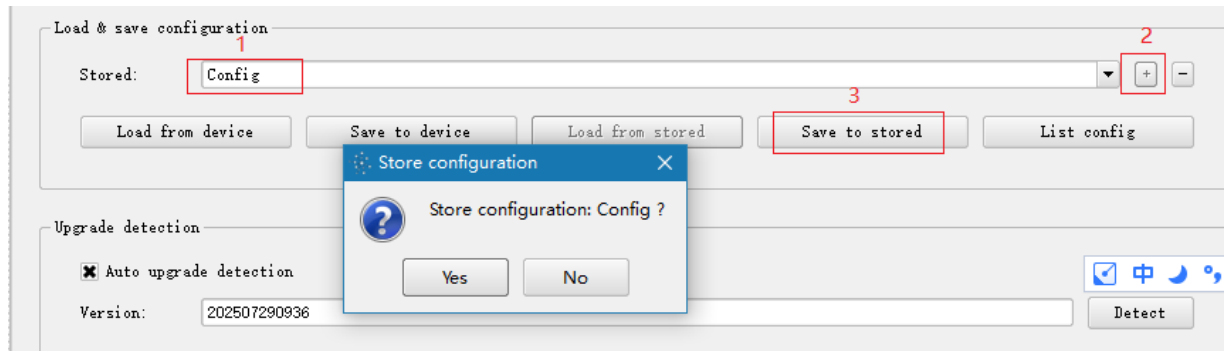 Load & save configuration
1
2
Stored: Config + −
3
Load from device Save to device Load from stored Save to stored List config
Store configuration
Store configuration: Config ?
Yes No
Upgrade detection
Auto upgrade detection
中
Version: 202507290936 Detect